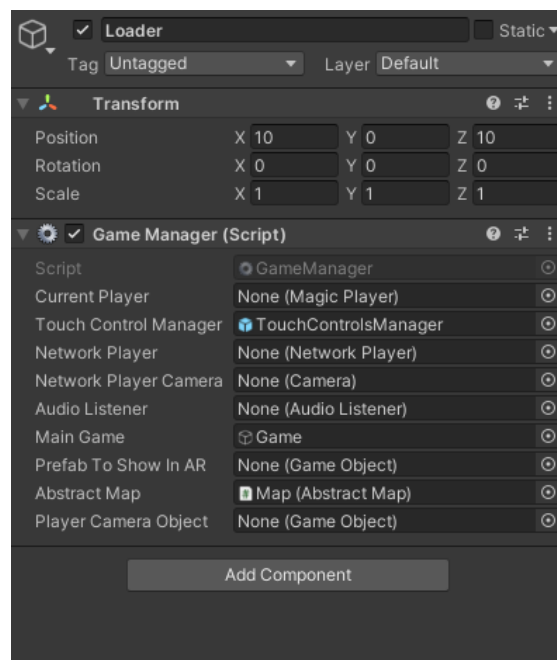 Loader Static
Tag Untagged Layer Default
Transform
Position X 10 Y 0 Z 10
Rotation X 0 Y 0 Z 0
Scale X 1 Y 1 Z 1
Game Manager (Script)
Script GameManager
Current Player None (Magic Player)
Touch Control Manager TouchControlsManager
Network Player None (Network Player)
Network Player Camera None (Camera)
Audio Listener None (Audio Listener)
Main Game Game
Prefab To Show In AR None (Game Object)
Abstract Map Map (Abstract Map)
Player Camera Object None (Game Object)
Add Component